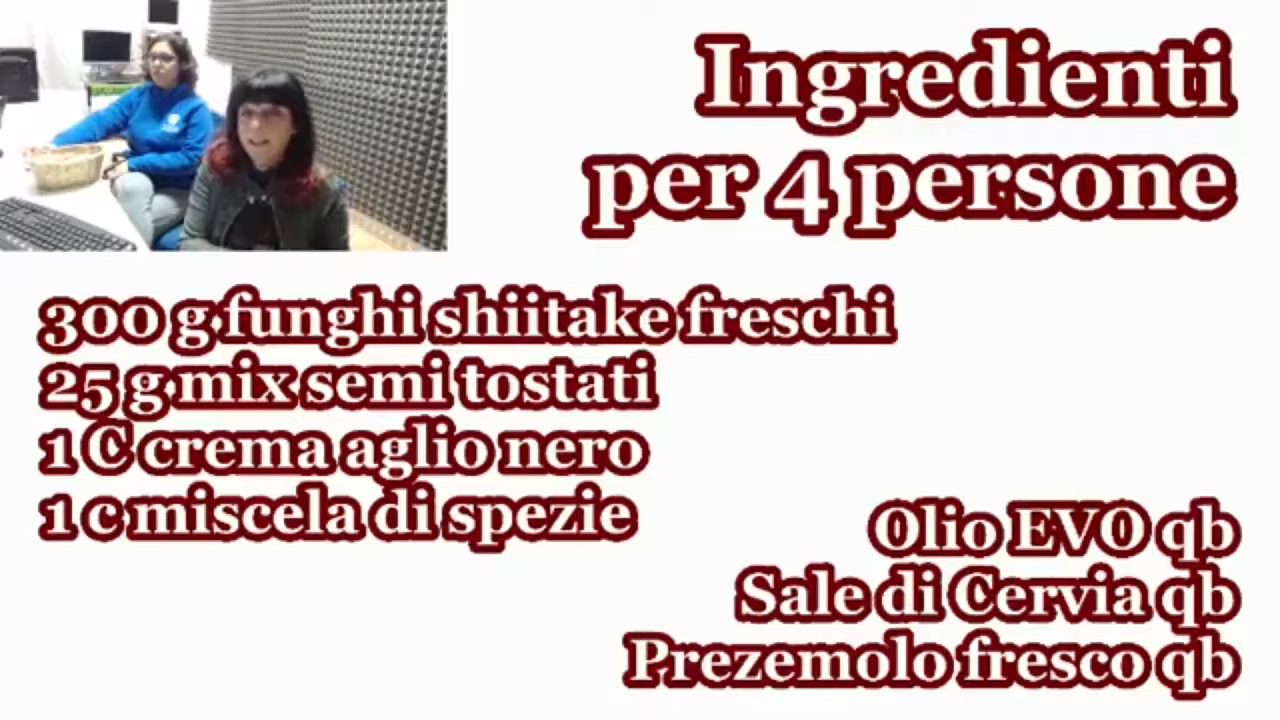 Ingredienti
per 4 persone
300 g funghi shiitake freschi
25 g mix semi tostati
1 C crema aglio nero
1 c miscela di spezie
Olio EVO qb
Sale di Cervia qb
Prezemolo fresco qb